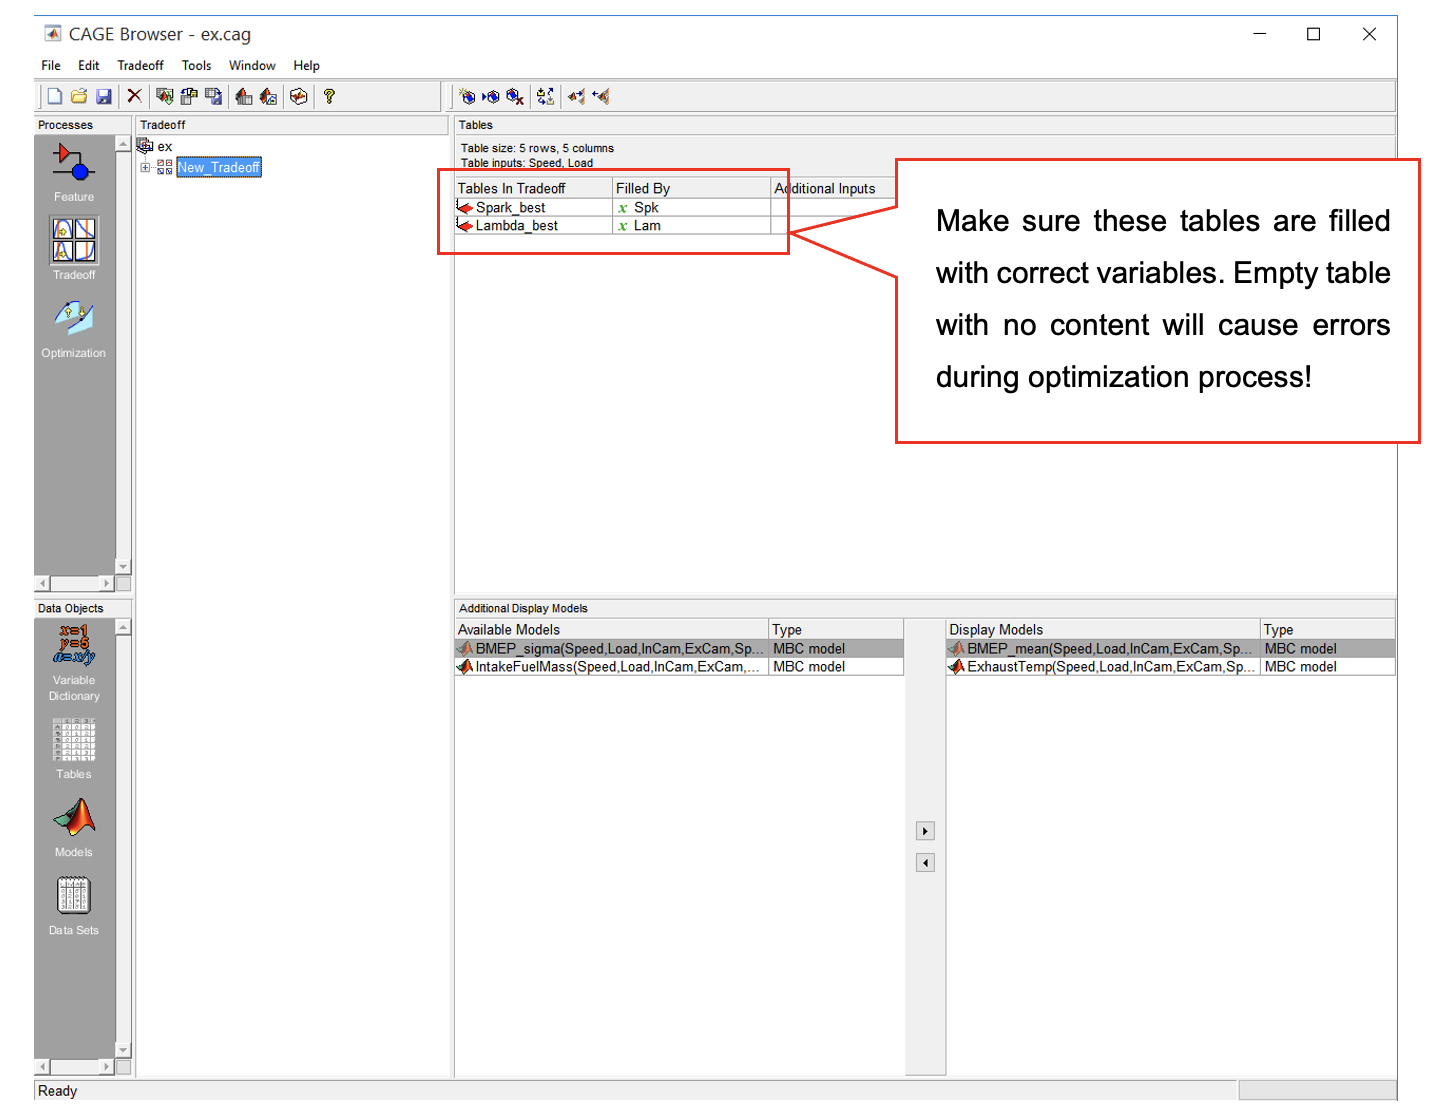 CAGE Browser - ex.cag
File Edit Tradeoff Tools Window Help
Processes
Feature
Tradeoff
Optimization
Tradeoff
ex
New_Tradeoff
Tables
Table size: 5 rows, 5 columns
Table inputs: Speed, Load
Tables In Tradeoff Filled By Additional Inputs
Spark_best x Spk
Lambda_best x Lam
Make sure these tables are filled
with correct variables. Empty table
with no content will cause errors
during optimization process!
Data Objects
x=1
y=5
a=x/y
Variable
Dictionary
Tables
Models
Data Sets
Additional Display Models
Available Models Type
BMEP_sigma(Speed,Load,InCam,ExCam,Sp... MBC model
IntakeFuelMass(Speed,Load,InCam,ExCam,... MBC model
Display Models Type
BMEP_mean(Speed,Load,InCam,ExCam,Sp... MBC model
ExhaustTemp(Speed,Load,InCam,ExCam,Sp... MBC model
Ready